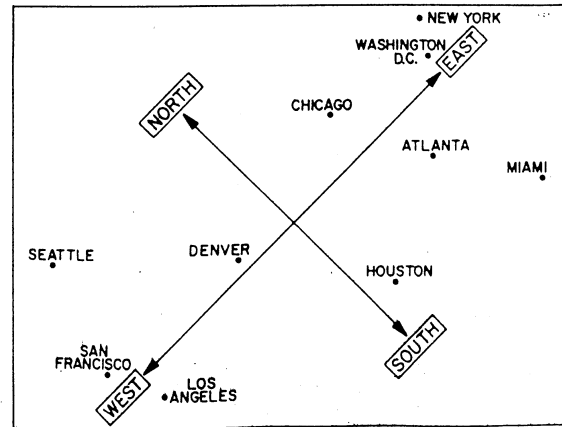 NEW YORK
WASHINGTON
D.C.
EAST
NORTH
CHICAGO
ATLANTA
MIAMI
SEATTLE
DENVER
HOUSTON
SOUTH
SAN
FRANCISCO
WEST
LOS
ANGELES